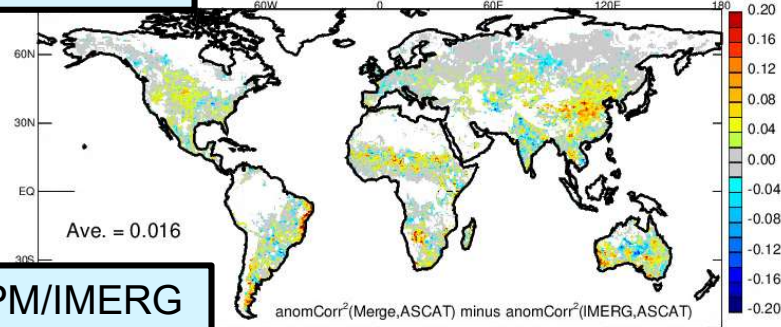 60W 0 60E 120E 180
60N
30N
EQ
30S
Ave. = 0.016
PM/IMERG
anomCorr²(Merge,ASCAT) minus anomCorr²(IMERG,ASCAT)
0.20
0.16
0.12
0.08
0.04
0.00
-0.04
-0.08
-0.12
-0.16
-0.20